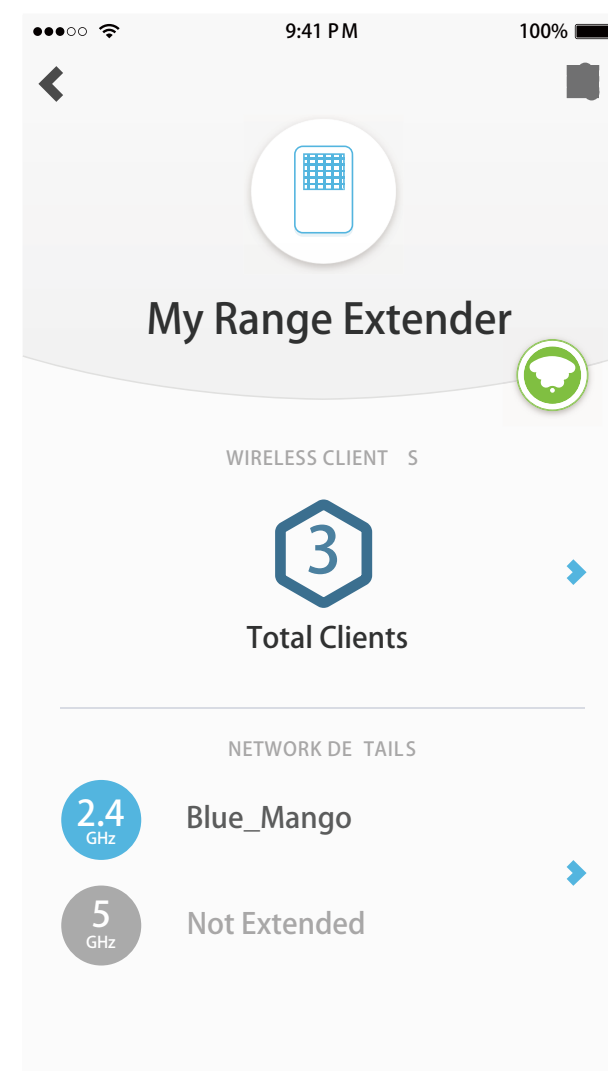 9:41 PM 100%
My Range Extender
WIRELESS CLIENT S
3
Total Clients
NETWORK DE TAILS
2.4
GHz
Blue_Mango
5
GHz
Not Extended